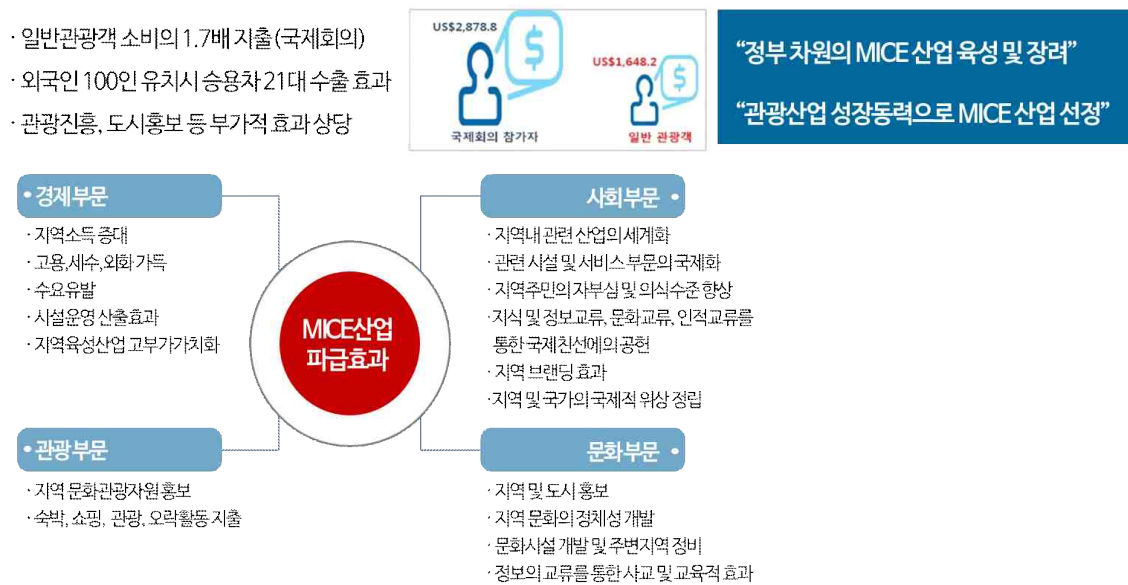 · 일반관광객 소비의 1.7배 지출(국제회의)
· 외국인 100인 유치시 승용차 21대 수출 효과
· 관광진흥, 도시홍보 등 부가적 효과 상당
US$2,878.8
US$1,648.2
국제회의 참가자
일반 관광객
“정부 차원의 MICE 산업 육성 및 장려”
“관광산업 성장동력으로 MICE 산업 선정”
• 경제부문
· 지역소득 증대
· 고용,세수,외화 가득
· 수요유발
· 시설운영 산출효과
· 지역육성산업 고부가가치화
사회부문 •
· 지역내 관련 산업의 세계화
· 관련 시설 및 서비스 부문의 국제화
· 지역주민의 자부심 및 의식수준 향상
· 지식 및 정보교류, 문화교류, 인적교류를
통한 국제친선에의 공헌
· 지역 브랜딩 효과
· 지역 및 국가의 국제적 위상 정립
MICE산업
파급효과
• 관광부문
· 지역 문화관광자원 홍보
· 숙박, 쇼핑, 관광, 오락활동 지출
문화부문 •
· 지역 및 도시 홍보
· 지역 문화의 정체성 개발
· 문화시설 개발 및 주변지역 정비
· 정보의 교류를 통한 사교 및 교육적 효과